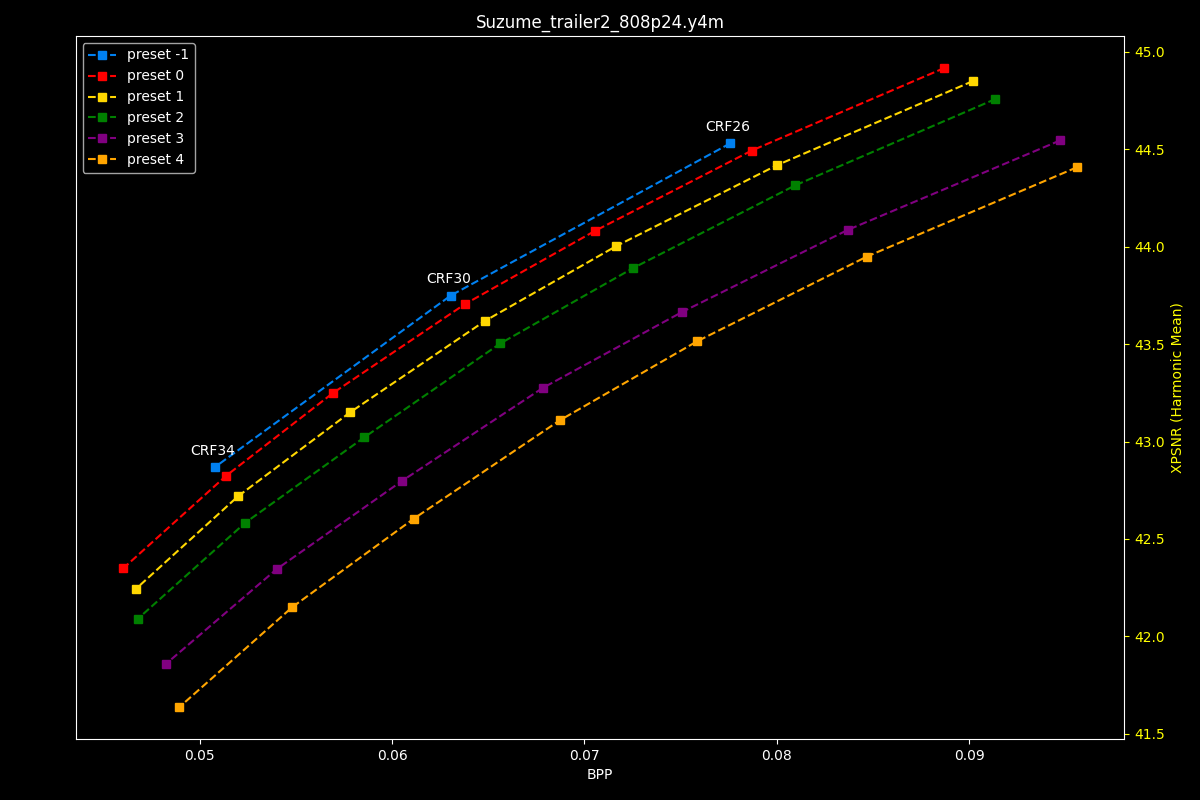 Suzume_trailer2_808p24.y4m
preset -1
preset 0
preset 1
preset 2
preset 3
preset 4
CRF26
CRF30
CRF34
45.0
44.5
44.0
43.5
43.0
42.5
42.0
41.5
XPSNR (Harmonic Mean)
0.05 0.06 0.07 0.08 0.09
BPP